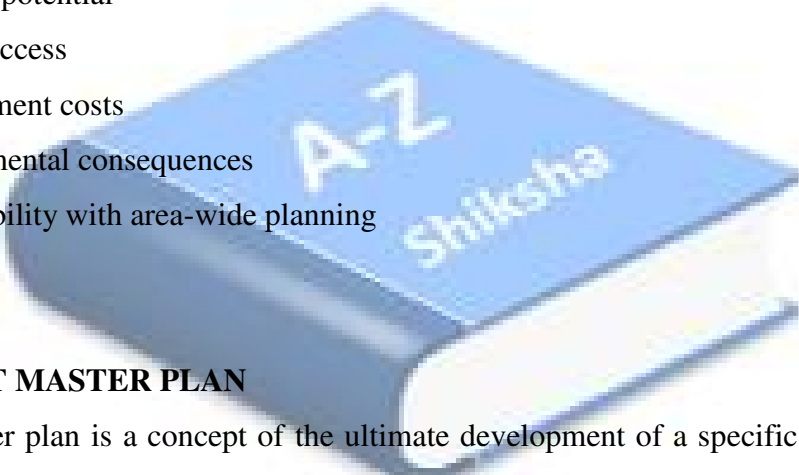 potential
ccess
ment costs
mental consequences
bility with area-wide planning
A-Z
Shiksha
T MASTER PLAN
er plan is a concept of the ultimate development of a specific